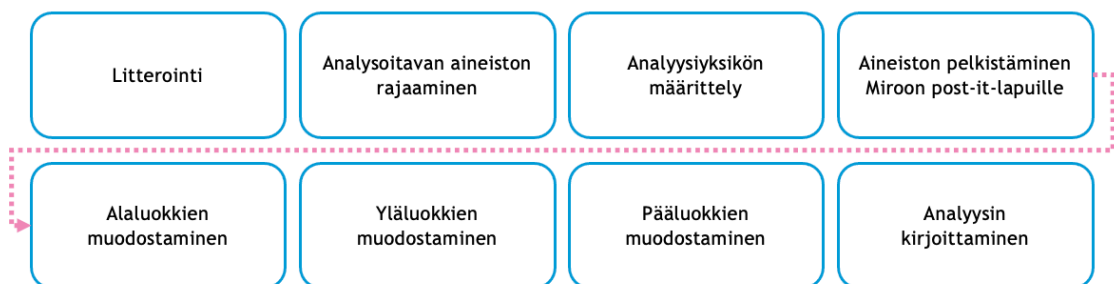 Litterointi
Analysoitavan aineiston
rajaaminen
Analyysiyksikön
määrittely
Aineiston pelkistäminen
Miroon post-it-lapuille
Alaluokkien
muodostaminen
Yläluokkien
muodostaminen
Pääluokkien
muodostaminen
Analyysin
kirjoittaminen